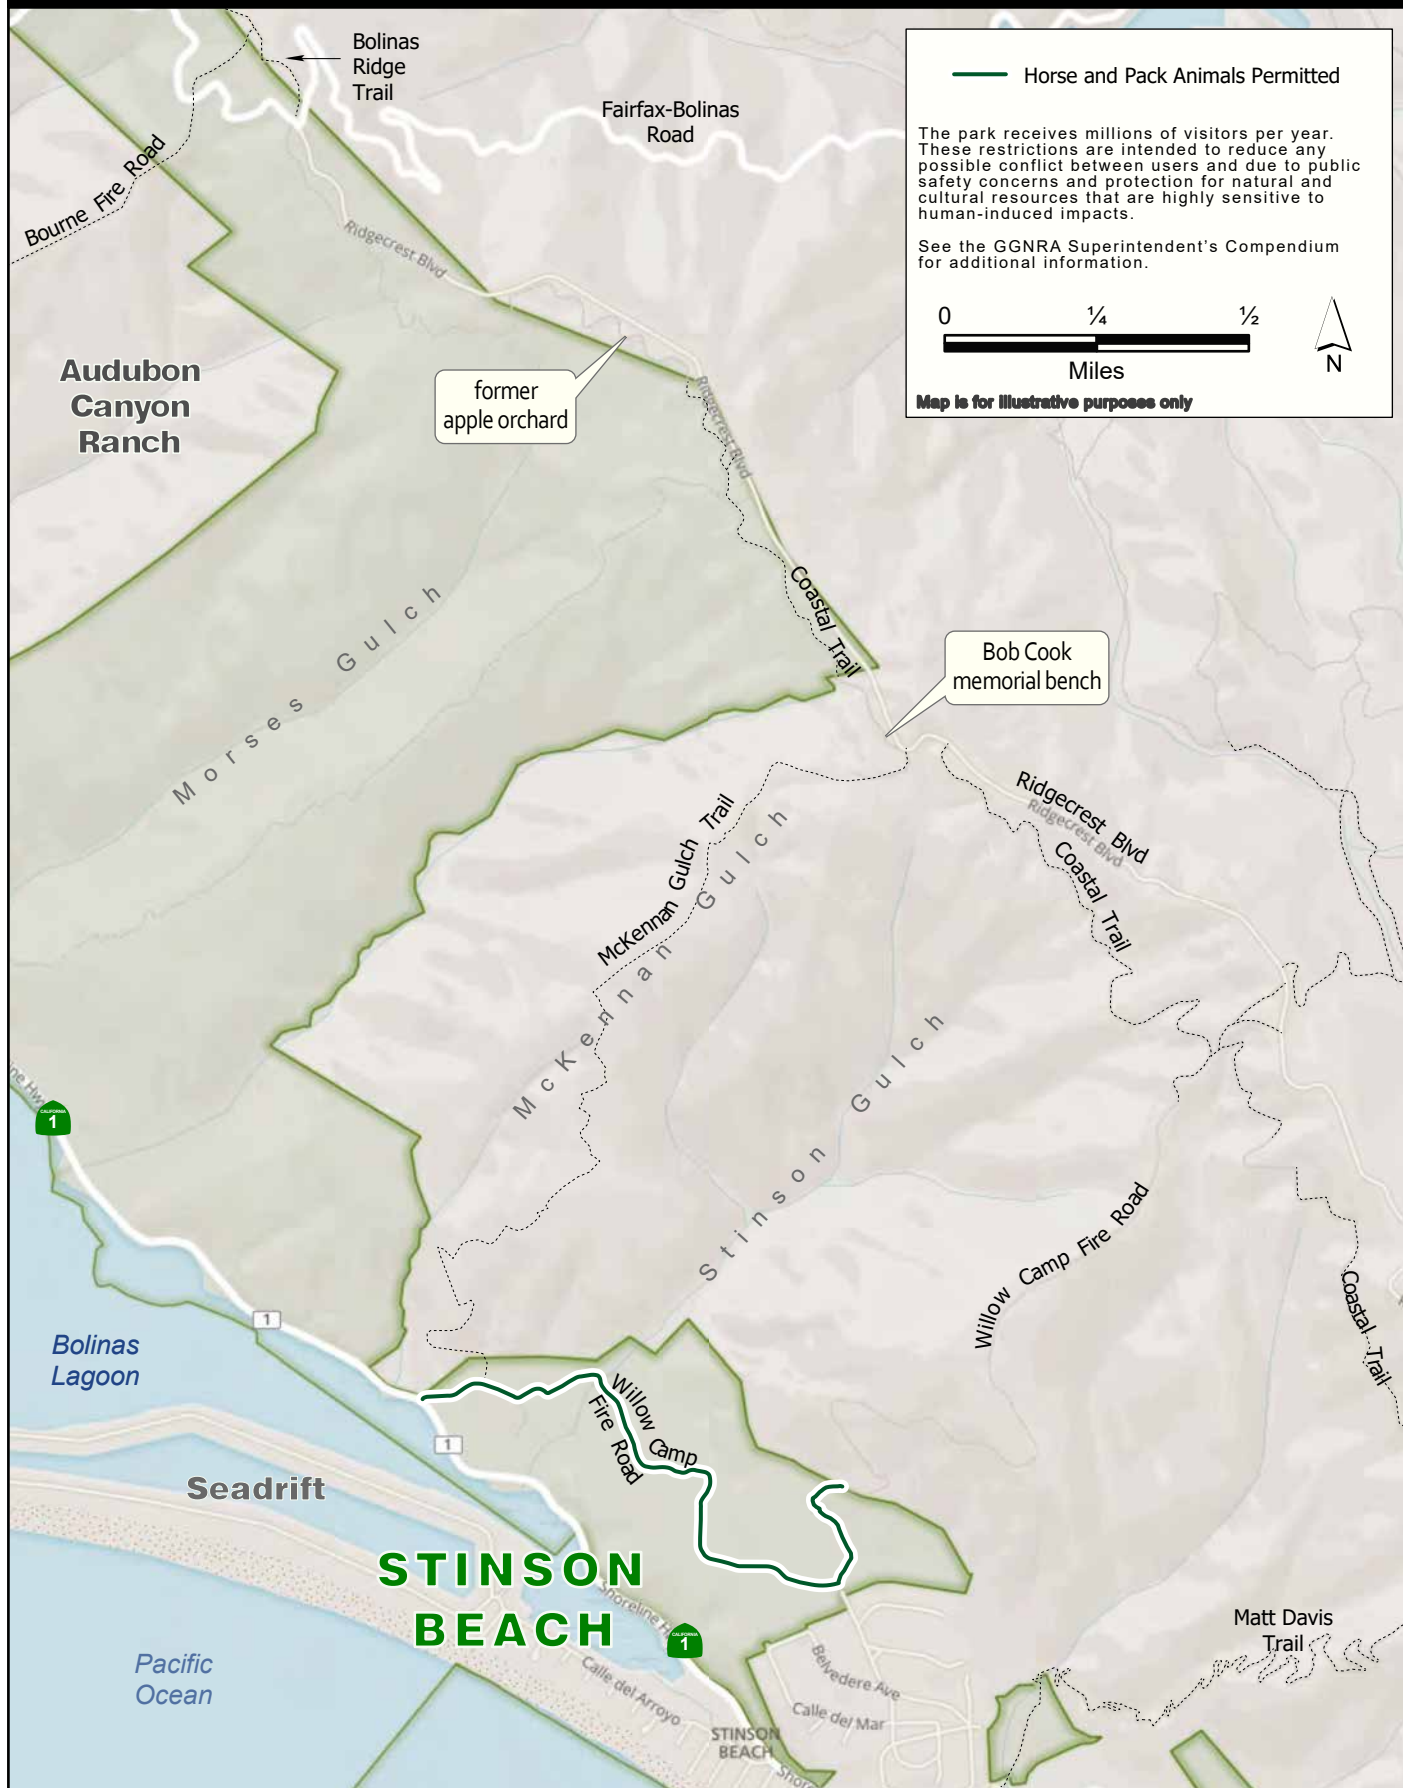 Bolinas
Ridge
Trail
Fairfax-Bolinas
Road
Bourne Fire Road
Ridgecrest Blvd
Horse and Pack Animals Permitted
The park receives millions of visitors per year.
These restrictions are intended to reduce any
possible conflict between users and due to public
safety concerns and protection for natural and
cultural resources that are highly sensitive to
human-induced impacts.
See the GGNRA Superintendent's Compendium
for additional information.
0 ¼ ½
Miles
N
Map is for illustrative purposes only
Audubon
Canyon
Ranch
former
apple orchard
Ridgecrest Blvd
Coastal Trail
Morses Gulch
Bob Cook
memorial bench
Ridgecrest Blvd
Ridgecrest Blvd
Coastal Trail
McKennan Gulch Trail
McKennan Gulch
Stinson Gulch
CALIFORNIA
1
Willow Camp Fire Road
Coastal Trail
1
Bolinas
Lagoon
Willow Camp
Fire Road
1
Seadrift
STINSON
BEACH
Shoreline
CALIFORNIA
1
Matt Davis
Trail
Pacific
Ocean
Calle del Arroyo
Belvedere Ave
Calle del Mar
STINSON
BEACH